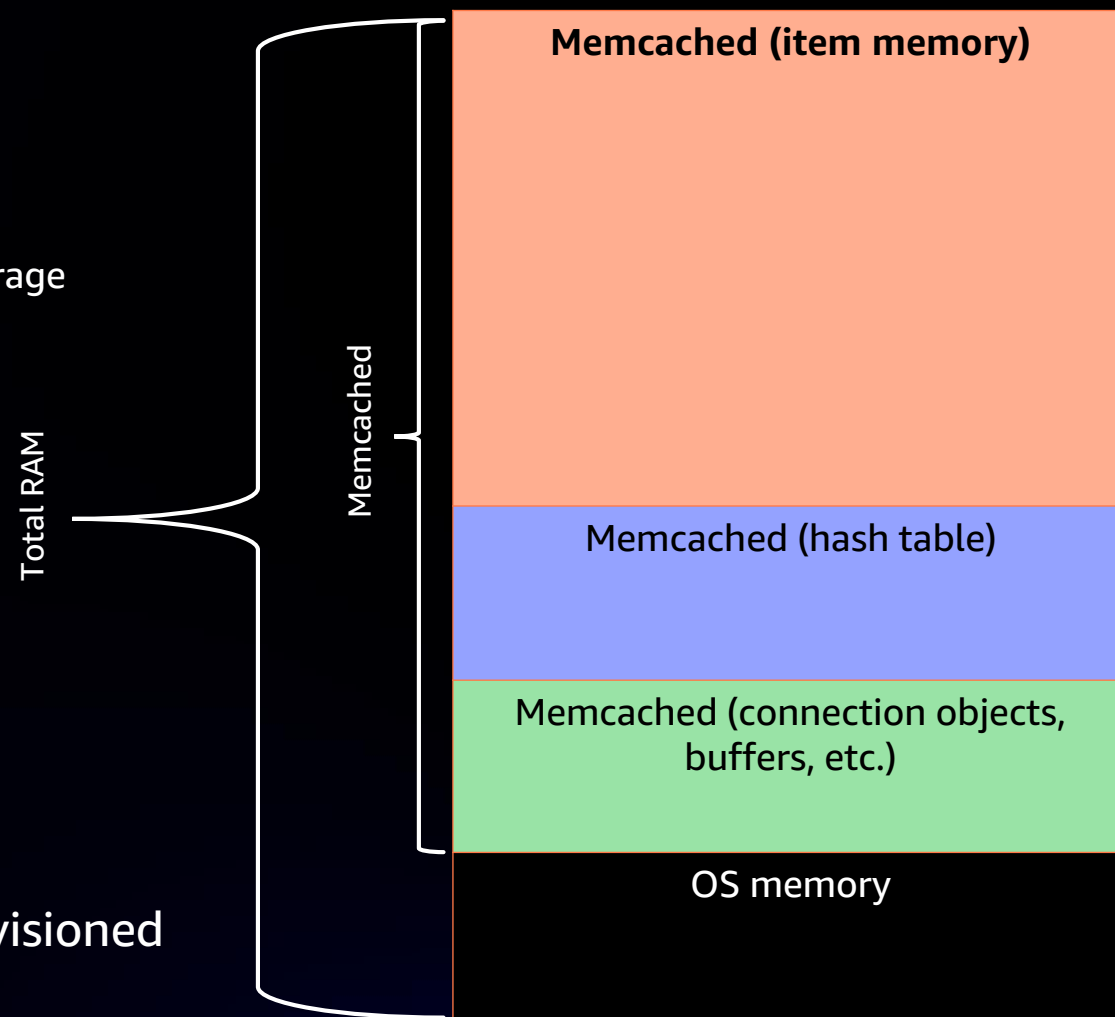 rage
visioned
Total RAM
Memcached
Memcached (item memory)
Memcached (hash table)
Memcached (connection objects,
buffers, etc.)
OS memory